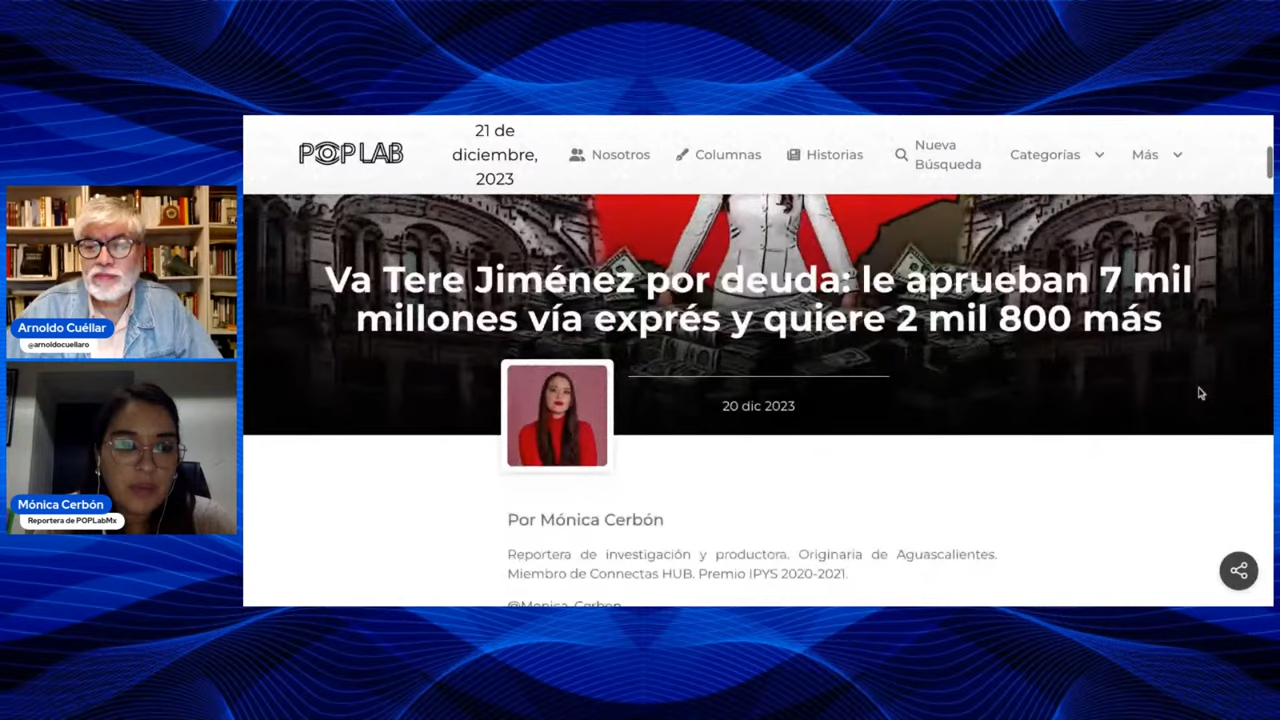 POPLAB
21 de
diciembre,
2023
Nosotros
Columnas
Historias
Nueva
Búsqueda
Categorías
Más
Va Tere Jiménez por deuda: le aprueban 7 mil
millones vía exprés y quiere 2 mil 800 más
20 dic 2023
Por Mónica Cerbón
Reportera de investigación y productora. Originaria de Aguascalientes.
Miembro de Connectas HUB. Premio IPYS 2020-2021.
@Monica_Cerbon
Arnoldo Cuéllar
@arnoldocuellaro
Mónica Cerbón
Reportera de POPLabMx